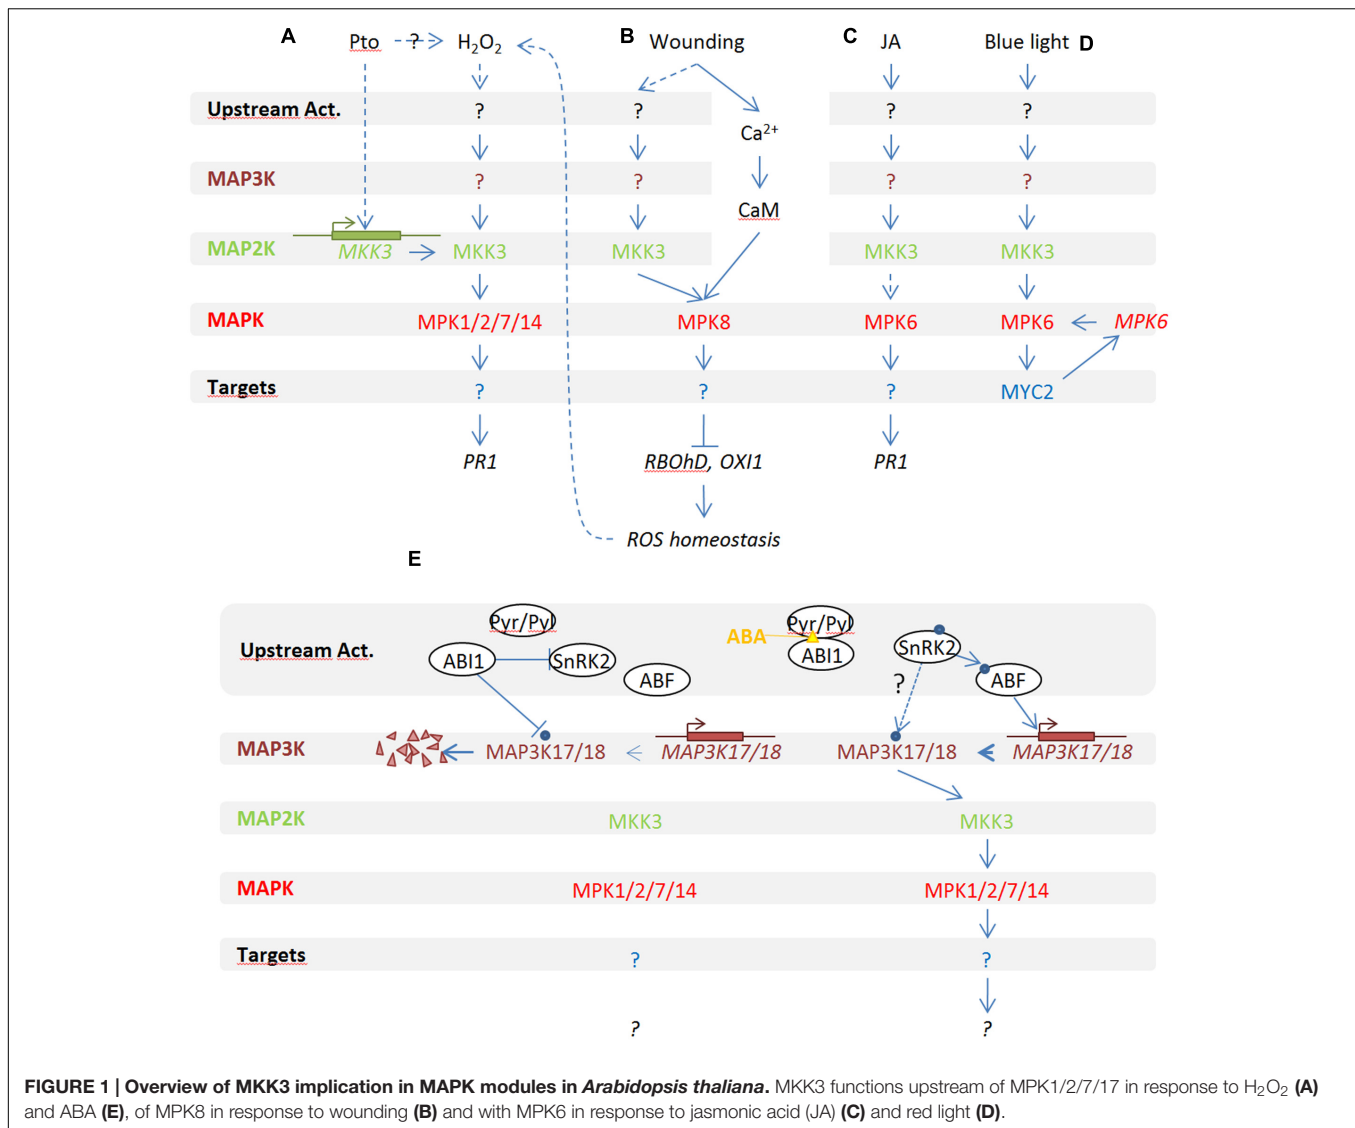 A Pto ? H₂O₂ B Wounding C JA Blue light D
Upstream Act. ? ? ? ?
Ca²⁺
MAP3K ? ? ? ?
CaM
MAP2K MKK3 MKK3 MKK3 MKK3 MKK3
MAPK MPK1/2/7/14 MPK8 MPK6 MPK6 MPK6
Targets ? ? ? MYC2
PR1 RBOhD, OXI1 PR1
ROS homeostasis
E
Pyr/Pyl ABA Pyr/Pyl
Upstream Act. ABI1 SnRK2 ABF ABI1 SnRK2 ABF
?
MAP3K MAP3K17/18 MAP3K17/18 MAP3K17/18 MAP3K17/18
MAP2K MKK3 MKK3
MAPK MPK1/2/7/14 MPK1/2/7/14
Targets ? ?
? ?
FIGURE 1 | Overview of MKK3 implication in MAPK modules in Arabidopsis thaliana. MKK3 functions upstream of MPK1/2/7/17 in response to H₂O₂ (A)
and ABA (E), of MPK8 in response to wounding (B) and with MPK6 in response to jasmonic acid (JA) (C) and red light (D).